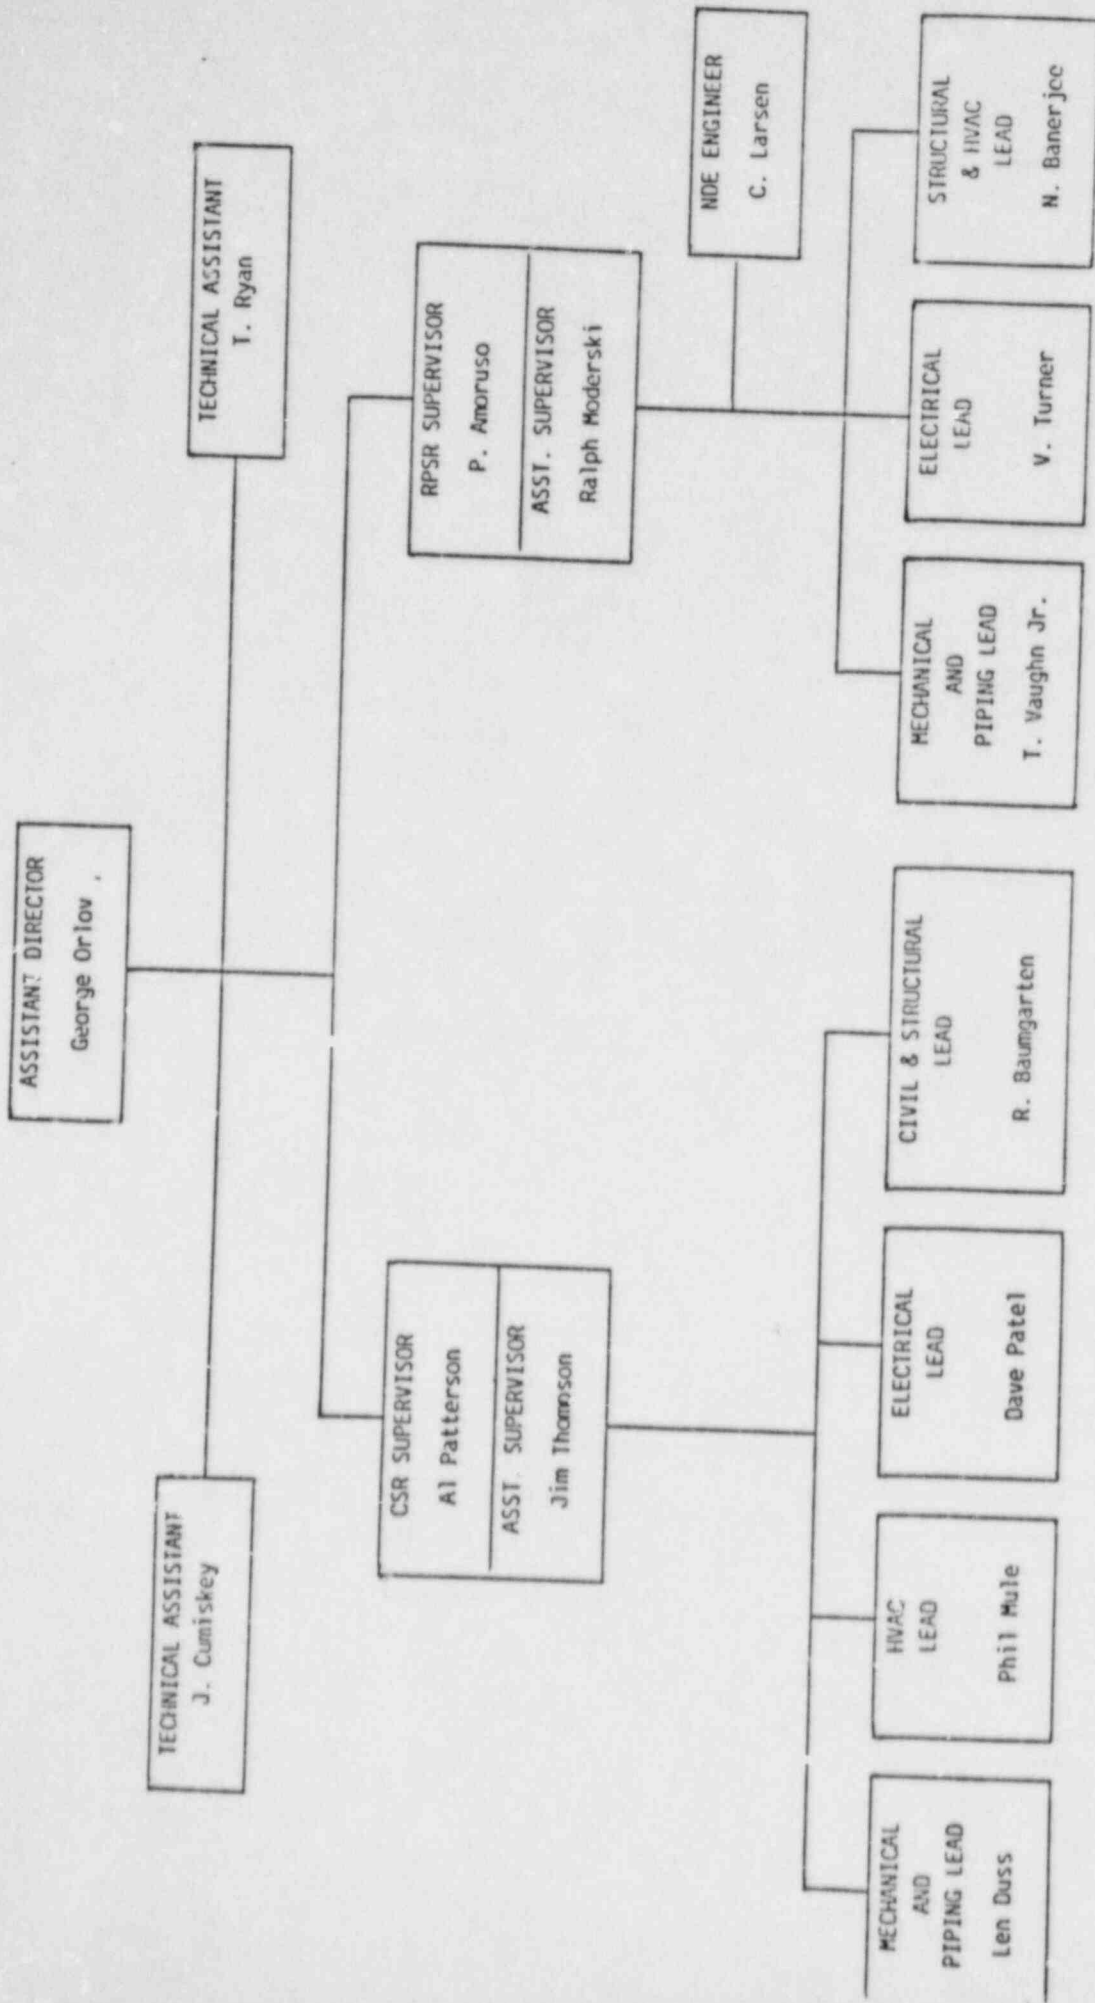 ASSISTANT DIRECTOR
George Orlov
TECHNICAL ASSISTANT
J. Cumiskey
TECHNICAL ASSISTANT
T. Ryan
CSR SUPERVISOR
Al Patterson
ASST. SUPERVISOR
Jim Thompson
RPSR SUPERVISOR
P. Amoruso
ASST. SUPERVISOR
Ralph Moderski
NDE ENGINEER
C. Larsen
MECHANICAL
AND
PIPING LEAD
Len Duss
HVAC
LEAD
Phil Mule
ELECTRICAL
LEAD
Dave Patel
CIVIL & STRUCTURAL
LEAD
R. Baumgarten
MECHANICAL
AND
PIPING LEAD
T. Vaughn Jr.
ELECTRICAL
LEAD
V. Turner
STRUCTURAL
& HVAC
LEAD
N. Banerjee